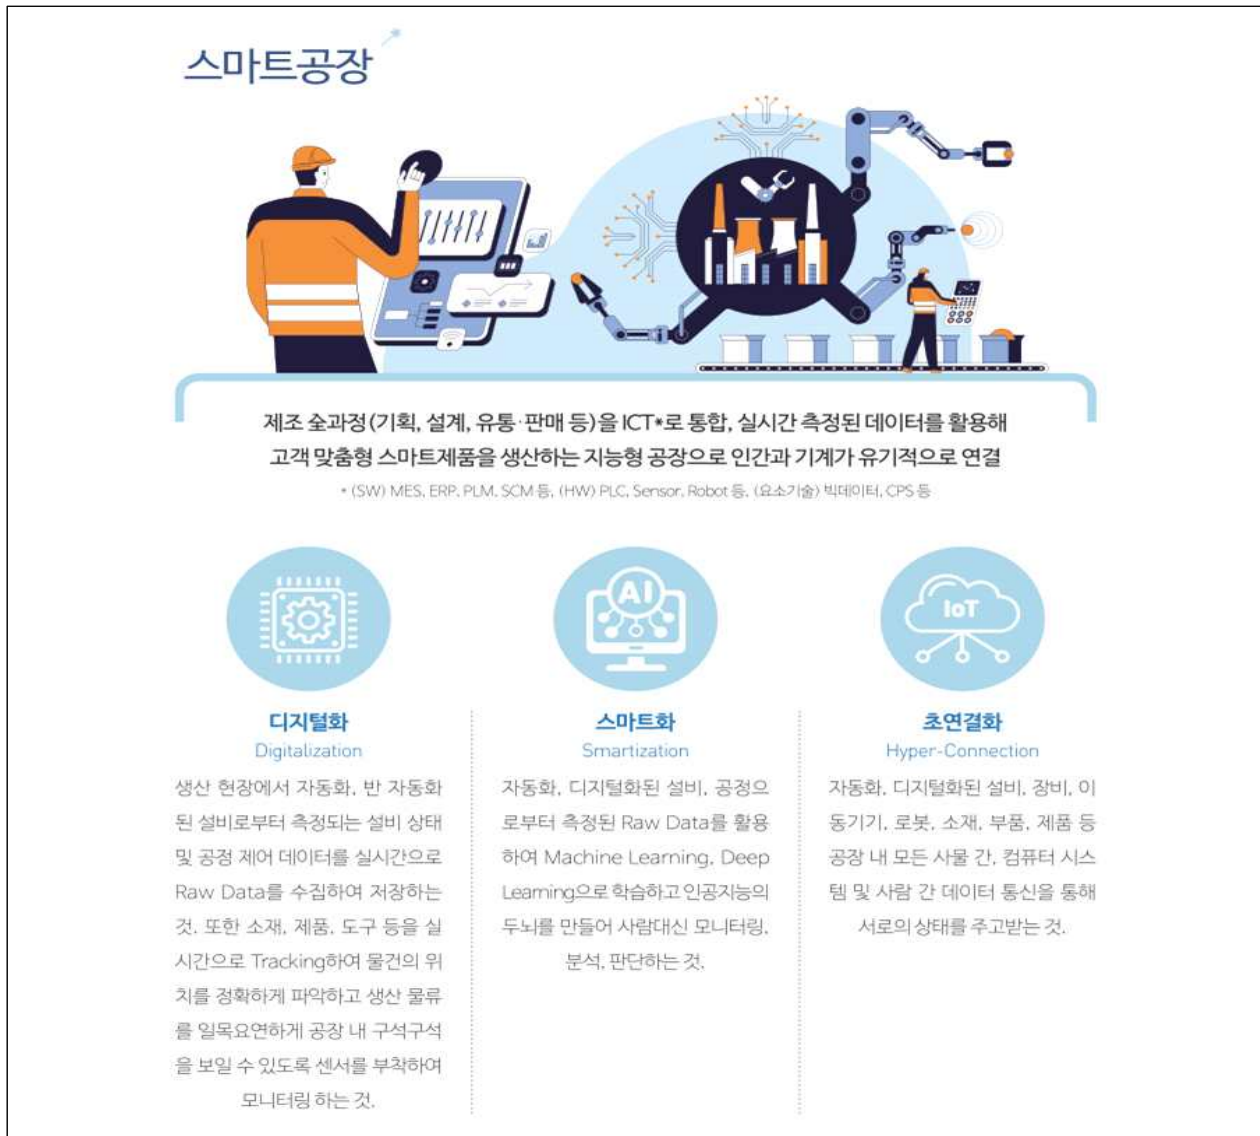 스마트공장
제조 全과정(기획, 설계, 유통·판매 등)을 ICT*로 통합, 실시간 측정된 데이터를 활용해
고객 맞춤형 스마트제품을 생산하는 지능형 공장으로 인간과 기계가 유기적으로 연결
* (SW) MES, ERP, PLM, SCM 등, (HW) PLC, Sensor, Robot 등, (요소기술) 빅데이터, CPS 등
AI
IoT
디지털화
Digitalization
생산 현장에서 자동화, 반 자동화
된 설비로부터 측정되는 설비 상태
및 공정 제어 데이터를 실시간으로
Raw Data를 수집하여 저장하는
것. 또한 소재, 제품, 도구 등을 실
시간으로 Tracking하여 물건의 위
치를 정확하게 파악하고 생산 물류
를 일목요연하게 공장 내 구석구석
을 보일 수 있도록 센서를 부착하여
모니터링 하는 것.
스마트화
Smartization
자동화, 디지털화된 설비, 공정으
로부터 측정된 Raw Data를 활용
하여 Machine Learning, Deep
Learning으로 학습하고 인공지능의
두뇌를 만들어 사람대신 모니터링,
분석, 판단하는 것.
초연결화
Hyper-Connection
자동화, 디지털화된 설비, 장비, 이
동기기, 로봇, 소재, 부품, 제품 등
공장 내 모든 사물 간, 컴퓨터 시스
템 및 사람 간 데이터 통신을 통해
서로의 상태를 주고받는 것.